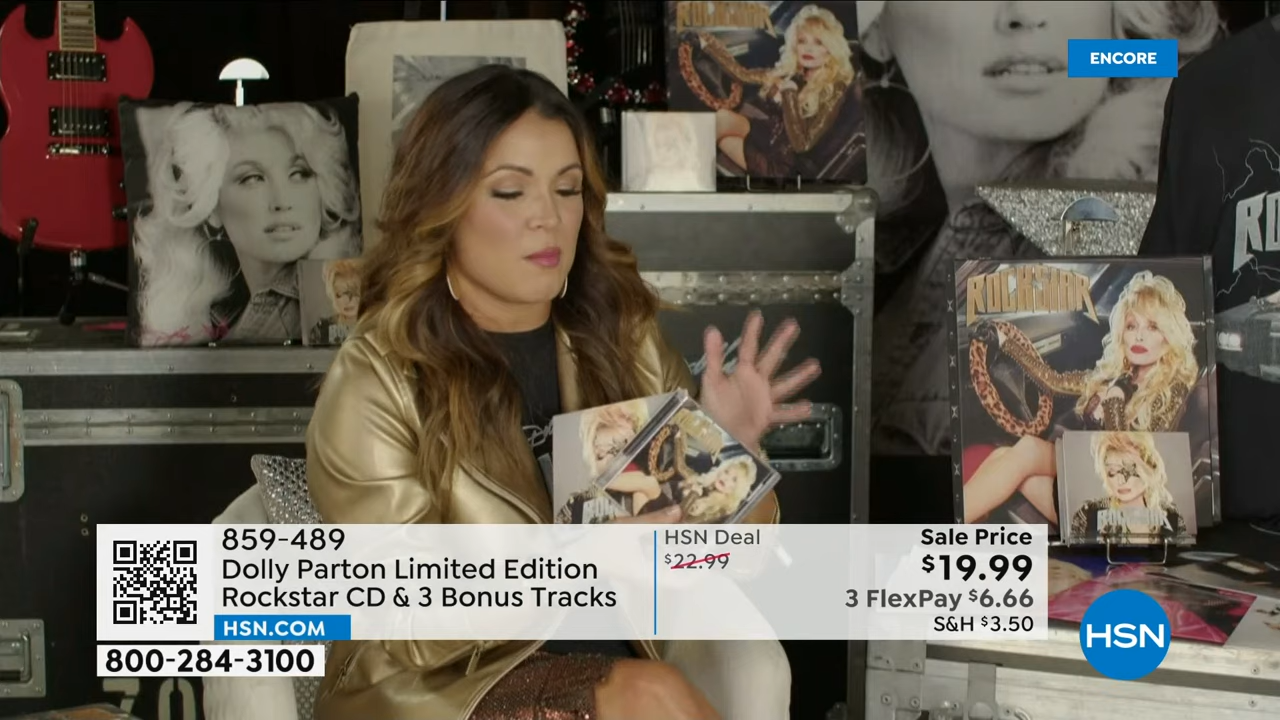 ROCKSTAR
ENCORE
ROCKSTAR
ROCKSTAR
859-489
Dolly Parton Limited Edition
Rockstar CD & 3 Bonus Tracks
HSN.COM
800-284-3100
HSN Deal
$22.99
Sale Price
$19.99
3 FlexPay $6.66
S&H $3.50
HSN